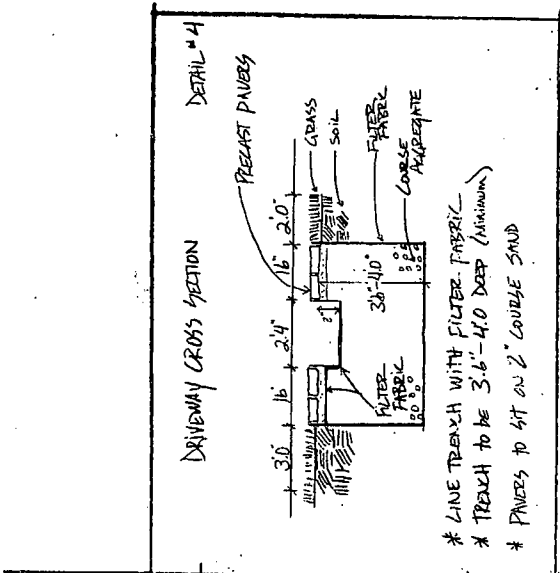 DRIVEWAY CROSS SECTION
DETAIL #4
PRECAST PAVERS
3.0'
16"
2.4"
16"
2.0"
GRASS
SOIL
2"
3.6"-4.0"
FILTER
FABRIC
FILTER
FABRIC
COURSE
AGGREGATE
* LINE TRENCH WITH FILTER FABRIC
* TRENCH to BE 3.6"-4.0 DEEP (MINIMUM)
* PAVERS to SIT ON 2" COURSE SAND